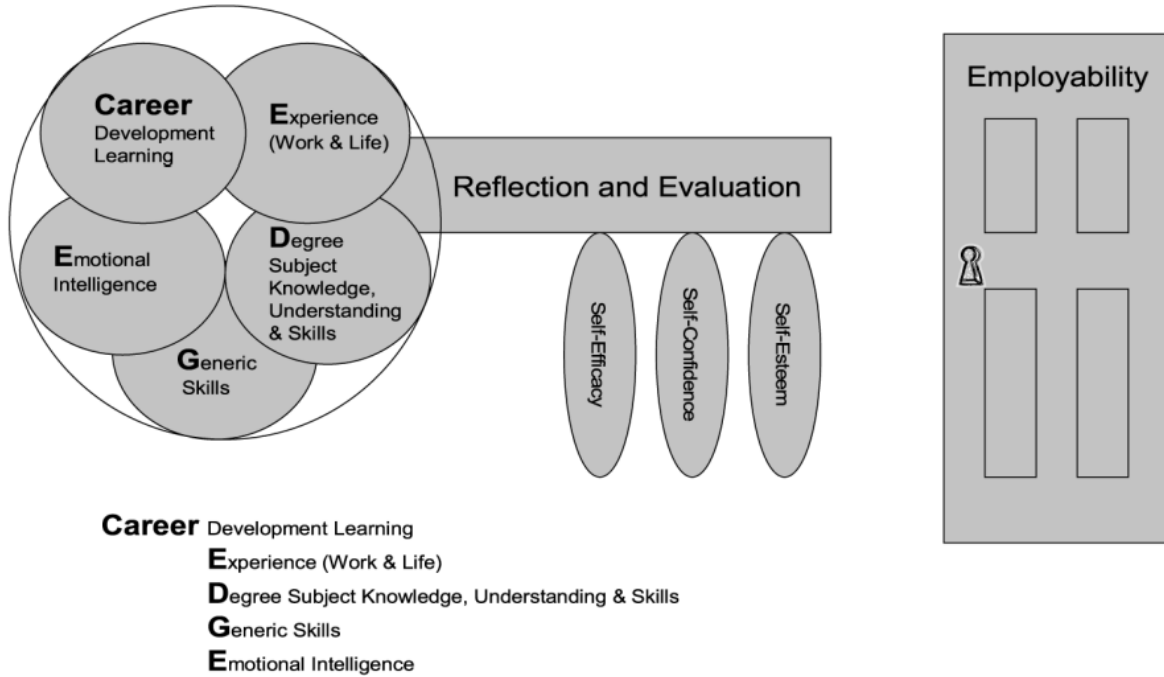 Career
Development
Learning
Experience
(Work & Life)
Emotional
Intelligence
Degree
Subject
Knowledge,
Understanding
& Skills
Generic
Skills
Reflection and Evaluation
Self-Efficacy
Self-Confidence
Self-Esteem
Employability
Career Development Learning
Experience (Work & Life)
Degree Subject Knowledge, Understanding & Skills
Generic Skills
Emotional Intelligence